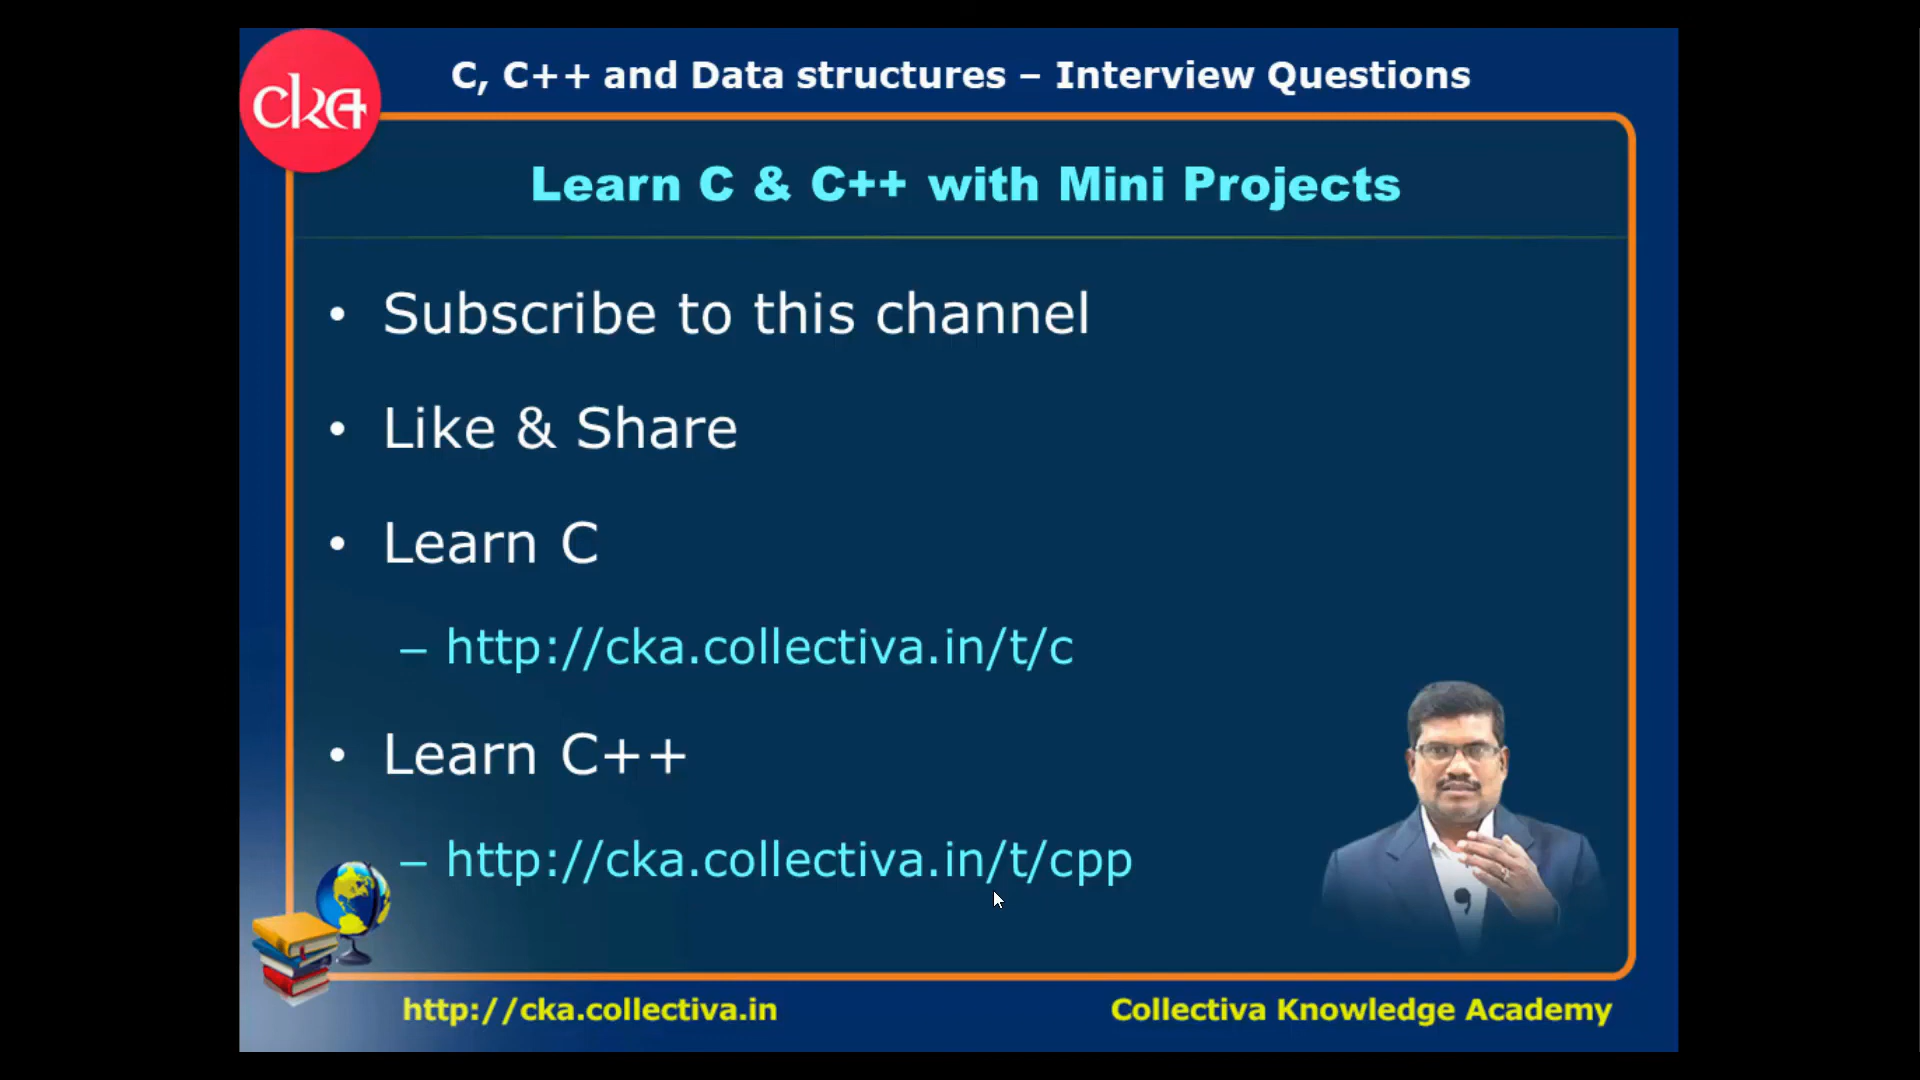 cka
C, C++ and Data structures – Interview Questions
Learn C & C++ with Mini Projects
• Subscribe to this channel
• Like & Share
• Learn C
– http://cka.collectiva.in/t/c
• Learn C++
– http://cka.collectiva.in/t/cpp
http://cka.collectiva.in
Collectiva Knowledge Academy